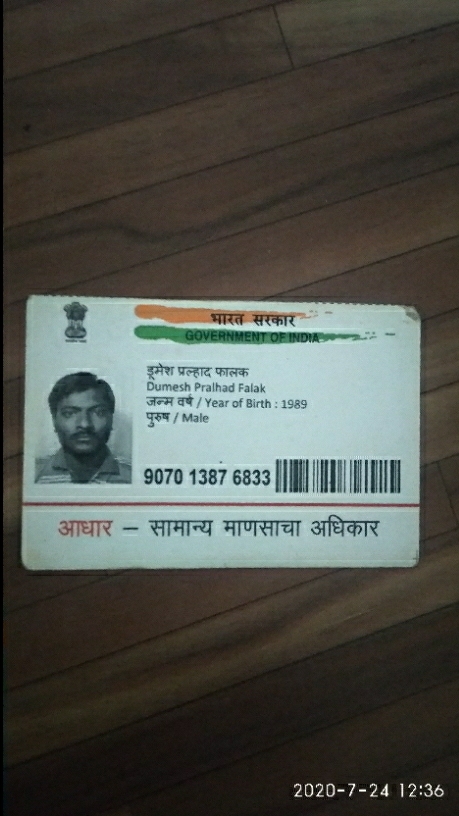 भारत सरकार
GOVERNMENT OF INDIA
डूमेश प्रल्हाद फालक
Dumesh Pralhad Falak
जन्म वर्ष / Year of Birth : 1989
पुरुष / Male
9070 1387 6833
आधार – सामान्य माणसाचा अधिकार
2020-7-24 12:36